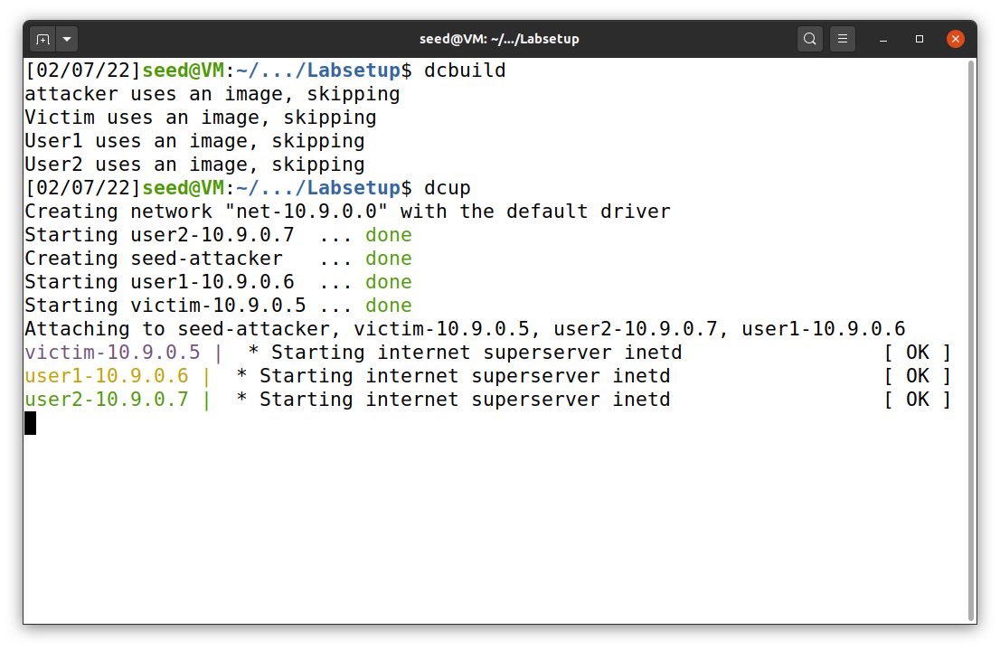 seed@VM: ~/.../Labsetup
[02/07/22]seed@VM:~/.../Labsetup$ dcbuild
attacker uses an image, skipping
Victim uses an image, skipping
User1 uses an image, skipping
User2 uses an image, skipping
[02/07/22]seed@VM:~/.../Labsetup$ dcup
Creating network "net-10.9.0.0" with the default driver
Starting user2-10.9.0.7  ... done
Creating seed-attacker   ... done
Starting user1-10.9.0.6  ... done
Starting victim-10.9.0.5 ... done
Attaching to seed-attacker, victim-10.9.0.5, user2-10.9.0.7, user1-10.9.0.6
victim-10.9.0.5 |  * Starting internet superserver inetd                 [ OK ]
user1-10.9.0.6 |  * Starting internet superserver inetd                  [ OK ]
user2-10.9.0.7 |  * Starting internet superserver inetd                  [ OK ]